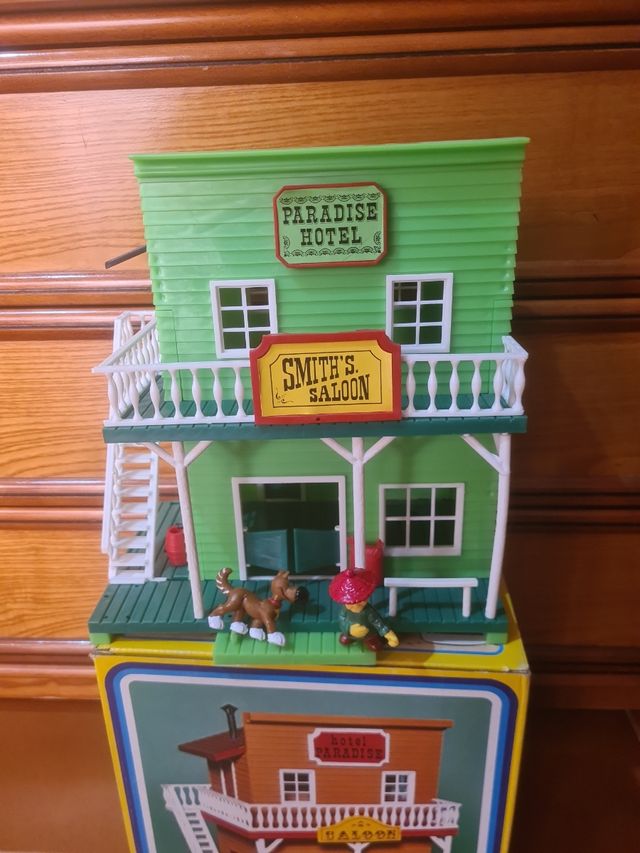 PARADISE
HOTEL
SMITH'S.
SALOON
hotel
PARADISE
SALOON